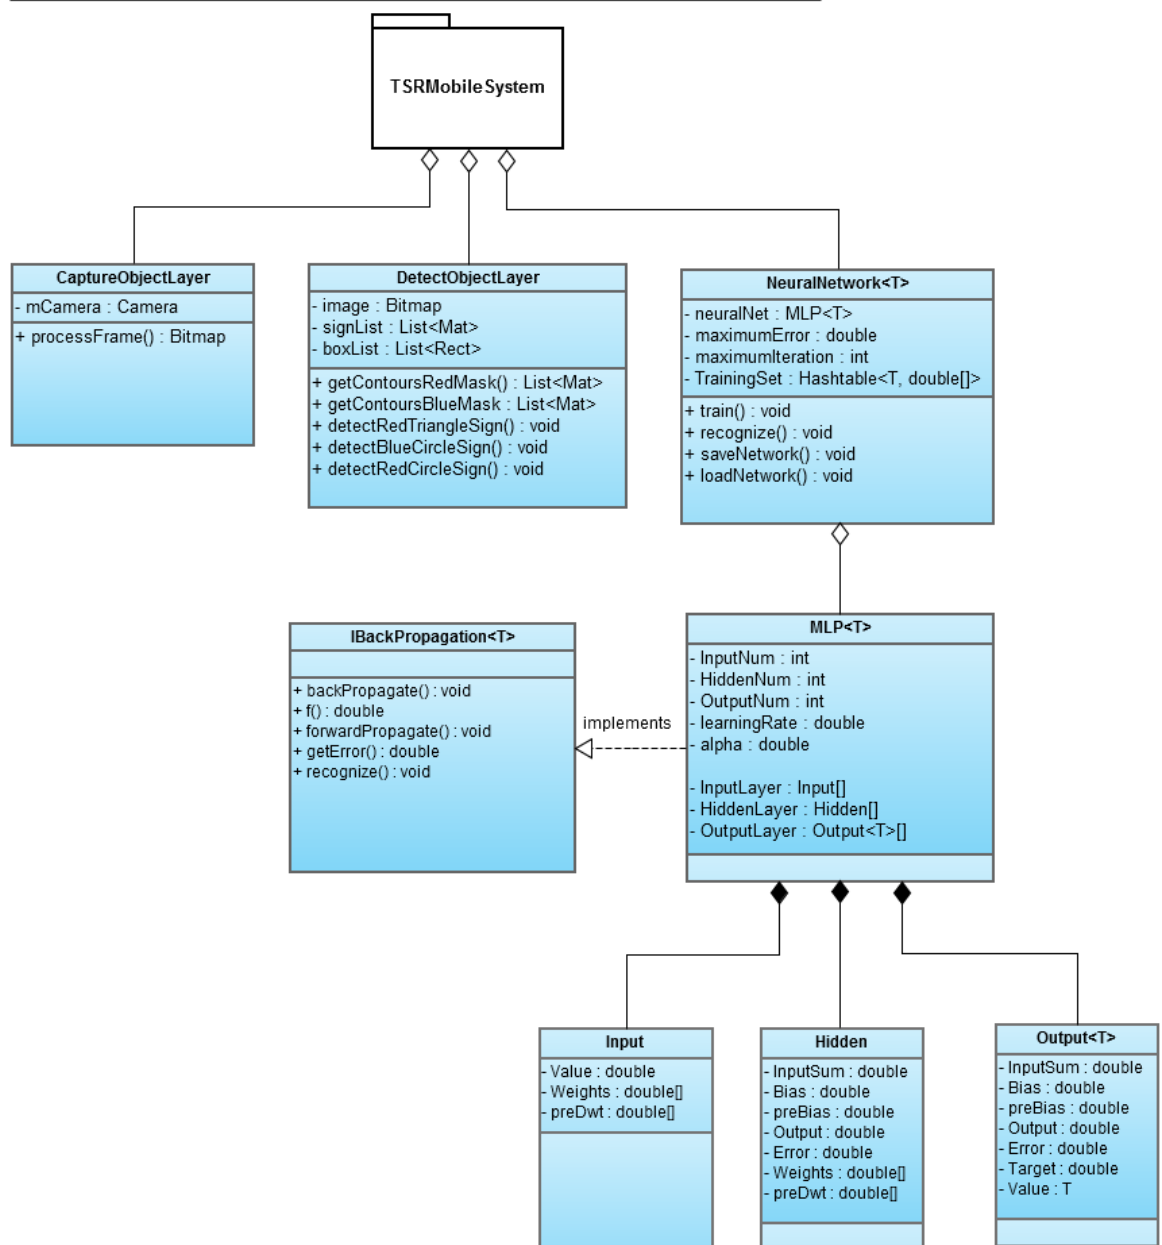 TSRMobileSystem
CaptureObjectLayer
- mCamera : Camera
+ processFrame() : Bitmap
DetectObjectLayer
- image : Bitmap
- signList : List<Mat>
- boxList : List<Rect>
+ getContoursRedMask() : List<Mat>
+ getContoursBlueMask : List<Mat>
+ detectRedTriangleSign() : void
+ detectBlueCircleSign() : void
+ detectRedCircleSign() : void
NeuralNetwork<T>
- neuralNet : MLP<T>
- maximumError : double
- maximumIteration : int
- TrainingSet : Hashtable<T, double[]>
+ train() : void
+ recognize() : void
+ saveNetwork() : void
+ loadNetwork() : void
IBackPropagation<T>
+ backPropagate() : void
+ f() : double
+ forwardPropagate() : void
+ getError() : double
+ recognize() : void
implements
MLP<T>
- InputNum : int
- HiddenNum : int
- OutputNum : int
- learningRate : double
- alpha : double
- InputLayer : Input[]
- HiddenLayer : Hidden[]
- OutputLayer : Output<T>[]
Input
- Value : double
- Weights : double[]
- preDwt : double[]
Hidden
- InputSum : double
- Bias : double
- preBias : double
- Output : double
- Error : double
- Weights : double[]
- preDwt : double[]
Output<T>
- InputSum : double
- Bias : double
- preBias : double
- Output : double
- Error : double
- Target : double
- Value : T